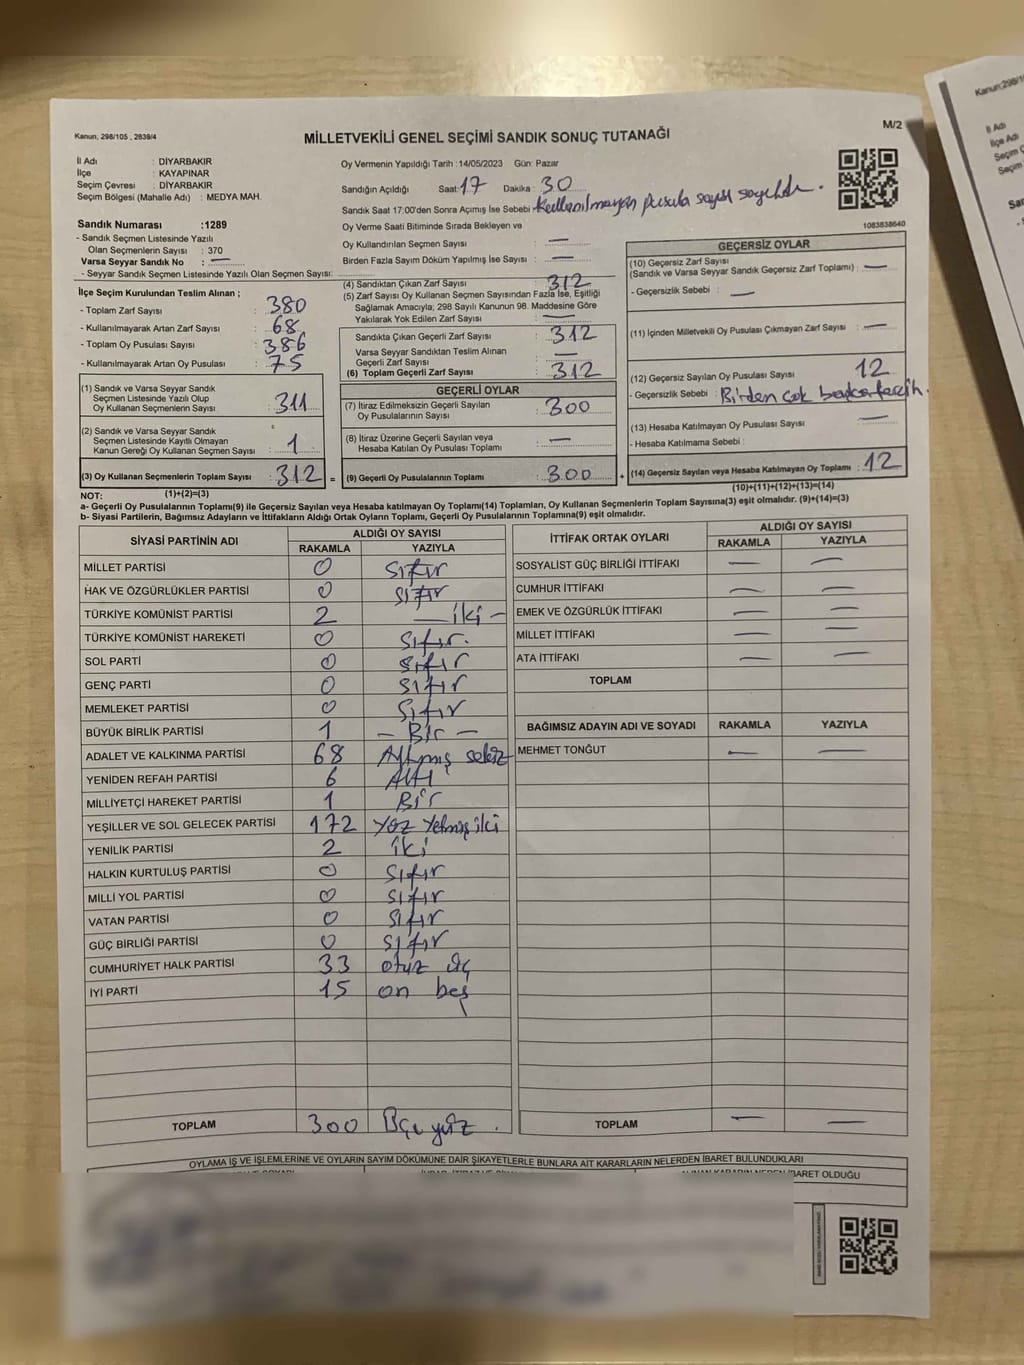 Kanun; 298/105 , 2839/4
MİLLETVEKİLİ GENEL SEÇİMİ SANDIK SONUÇ TUTANAĞI
M/2
İl Adı : DİYARBAKIR
İlçe : KAYAPINAR
Seçim Çevresi : DİYARBAKIR
Seçim Bölgesi (Mahalle Adı) : MEDYA MAH.
Oy Vermenin Yapıldığı Tarih :14/05/2023 Gün: Pazar
Sandığın Açıldığı Saat:17 Dakika : 30
Sandık Saat 17:00'den Sonra Açımış İse Sebebi : Kullanılmayan pusula sayısı sayıldı.
1083838640
Sandık Numarası :1289
- Sandık Seçmen Listesinde Yazılı
Olan Seçmenlerin Sayısı : 370
Varsa Seyyar Sandık No : —
- Seyyar Sandık Seçmen Listesinde Yazılı Olan Seçmen Sayısı:
Oy Verme Saati Bitiminde Sırada Bekleyen ve
Oy Kullandırılan Seçmen Sayısı : —
Birden Fazla Sayım Döküm Yapılmış İse Sayısı : —
İlçe Seçim Kurulundan Teslim Alınan ;
- Toplam Zarf Sayısı : 380
- Kullanılmayarak Artan Zarf Sayısı : 68
- Toplam Oy Pusulası Sayısı : 386
- Kullanılmayarak Artan Oy Pusulası : 75
(1) Sandık ve Varsa Seyyar Sandık
Seçmen Listesinde Yazılı Olup
Oy Kullanan Seçmenlerin Sayısı : 311
(2) Sandık ve Varsa Seyyar Sandık
Seçmen Listesinde Kayıtlı Olmayan
Kanun Gereği Oy Kullanan Seçmen Sayısı : 1
(3) Oy Kullanan Seçmenlerin Toplam Sayısı : 312 =
(1)+(2)=(3)
(4) Sandıktan Çıkan Zarf Sayısı : 312
(5) Zarf Sayısı Oy Kullanan Seçmen Sayısından Fazla İse, Eşitliği
Sağlamak Amacıyla; 298 Sayılı Kanunun 98. Maddesine Göre
Yakılarak Yok Edilen Zarf Sayısı : —
Sandıkta Çıkan Geçerli Zarf Sayısı : 312
Varsa Seyyar Sandıktan Teslim Alınan
Geçerli Zarf Sayısı : —
(6) Toplam Geçerli Zarf Sayısı : 312
GEÇERLİ OYLAR
(7) İtiraz Edilmeksizin Geçerli Sayılan
Oy Pusulalarının Sayısı : 300
(8) İtiraz Üzerine Geçerli Sayılan veya
Hesaba Katılan Oy Pusulası Toplamı : —
(9) Geçerli Oy Pusulalarının Toplamı : 300 +
GEÇERSİZ OYLAR
(10) Geçersiz Zarf Sayısı
(Sandık ve Varsa Seyyar Sandık Geçersiz Zarf Toplamı) : —
- Geçersizlik Sebebi : —
(11) İçinden Milletvekili Oy Pusulası Çıkmayan Zarf Sayısı : —
(12) Geçersiz Sayılan Oy Pusulası Sayısı : 12
- Geçersizlik Sebebi : Birden çok tercih.
(13) Hesaba Katılmayan Oy Pusulası Sayısı : —
- Hesaba Katılmama Sebebi :
(14) Geçersiz Sayılan veya Hesaba Katılmayan Oy Toplamı : 12
(10)+(11)+(12)+(13)=(14)
NOT:
a- Geçerli Oy Pusulalarının Toplamı(9) ile Geçersiz Sayılan veya Hesaba katılmayan Oy Toplamı(14) Toplamları, Oy Kullanan Seçmenlerin Toplam Sayısına(3) eşit olmalıdır. (9)+(14)=(3)
b- Siyasi Partilerin, Bağımsız Adayların ve İttifakların Aldığı Ortak Oyların Toplamı, Geçerli Oy Pusulalarının Toplamına(9) eşit olmalıdır.
SİYASİ PARTİNİN ADI ALDIĞI OY SAYISI
RAKAMLA YAZIYLA
MİLLET PARTİSİ 0 Sıfır
HAK VE ÖZGÜRLÜKLER PARTİSİ 0 Sıfır
TÜRKİYE KOMÜNİST PARTİSİ 2 — iki —
TÜRKİYE KOMÜNİST HAREKETİ 0 Sıfır.
SOL PARTİ 0 Sıfır
GENÇ PARTİ 0 Sıfır
MEMLEKET PARTİSİ 0 Sıfır
BÜYÜK BİRLİK PARTİSİ 1 — Bir —
ADALET VE KALKINMA PARTİSİ 68 Altmış sekiz
YENİDEN REFAH PARTİSİ 6 Altı
MİLLİYETÇİ HAREKET PARTİSİ 1 Bir
YEŞİLLER VE SOL GELECEK PARTİSİ 172 Yüz Yetmiş iki
YENİLİK PARTİSİ 2 iki
HALKIN KURTULUŞ PARTİSİ 0 Sıfır
MİLLİ YOL PARTİSİ 0 Sıfır
VATAN PARTİSİ 0 Sıfır
GÜÇ BİRLİĞİ PARTİSİ 0 Sıfır
CUMHURİYET HALK PARTİSİ 33 otuz üç
İYİ PARTİ 15 on beş
TOPLAM 300 Üç yüz .
İTTİFAK ORTAK OYLARI ALDIĞI OY SAYISI
RAKAMLA YAZIYLA
SOSYALİST GÜÇ BİRLİĞİ İTTİFAKI — —
CUMHUR İTTİFAKI — —
EMEK VE ÖZGÜRLÜK İTTİFAKI — —
MİLLET İTTİFAKI — —
ATA İTTİFAKI — —
TOPLAM
BAĞIMSIZ ADAYIN ADI VE SOYADI RAKAMLA YAZIYLA
MEHMET TONĞUT — —
TOPLAM — —
OYLAMA İŞ VE İŞLEMLERİNE VE OYLARIN SAYIM DÖKÜMÜNE DAİR ŞİKAYETLERLE BUNLARA AİT KARARLARIN NELERDEN İBARET BULUNDUKLARI
İBARET OLDUĞU
Kanun;298/1
İl Adı
İlçe Adı
Seçim Ç
Seçim